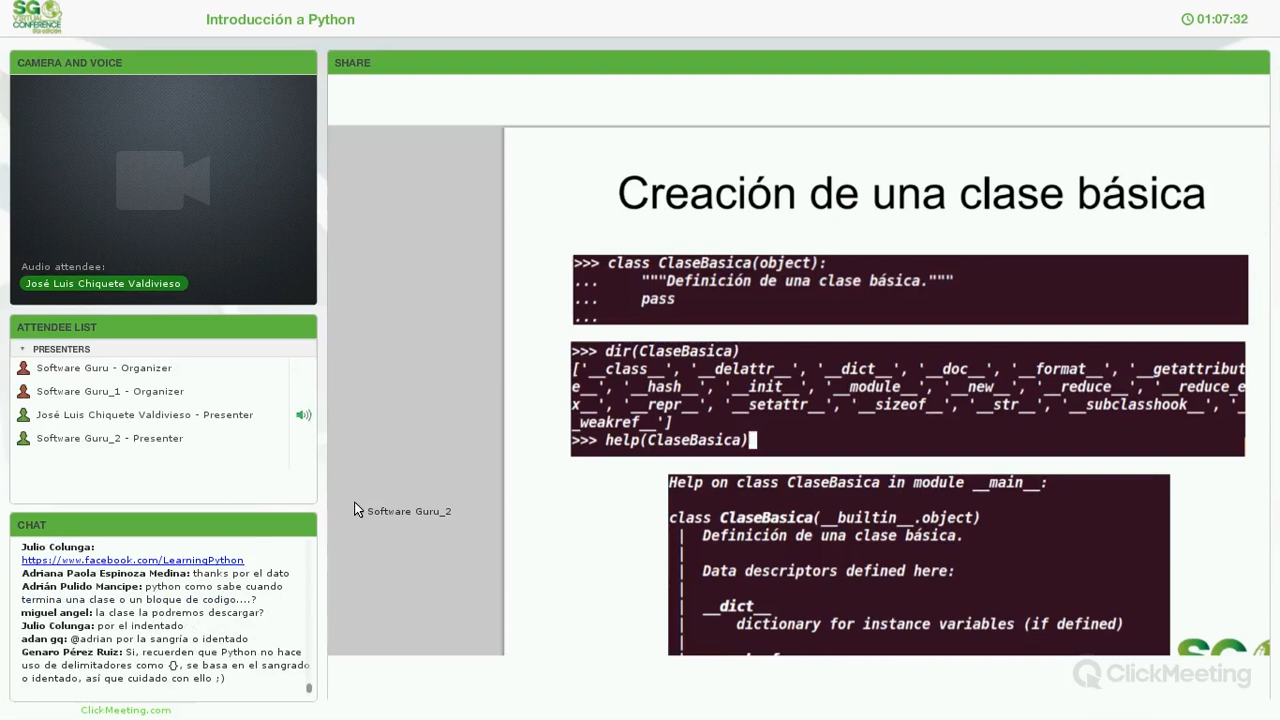 SG
VIRTUAL
CONFERENCE
Introducción a Python
01:07:32
CAMERA AND VOICE
Audio attendee:
José Luis Chiquete Valdivieso
ATTENDEE LIST
PRESENTERS
Software Guru - Organizer
Software Guru_1 - Organizer
José Luis Chiquete Valdivieso - Presenter
Software Guru_2 - Presenter
CHAT
Julio Colunga:
https://www.facebook.com/LearningPython
Adriana Paola Espinoza Medina: thanks por el dato
Adrián Pulido Mancipe: python como sabe cuando
termina una clase o un bloque de codigo....?
miguel angel: la clase la podremos descargar?
Julio Colunga: por el indentado
adan gq: @adrian por la sangría o identado
Genaro Pérez Ruiz: Si, recuerden que Python no hace
uso de delimitadores como {}, se basa en el sangrado
o identado, así que cuidado con ello ;)
ClickMeeting.com
SHARE
Software Guru_2
Creación de una clase básica
>>> class ClaseBasica(object):
... """Definición de una clase básica."""
... pass
...
>>> dir(ClaseBasica)
['__class__', '__delattr__', '__dict__', '__doc__', '__format__', '__getattribut
e__', '__hash__', '__init__', '__module__', '__new__', '__reduce__', '__reduce_e
x__', '__repr__', '__setattr__', '__sizeof__', '__str__', '__subclasshook__', '_
_weakref__']
>>> help(ClaseBasica)
Help on class ClaseBasica in module __main__:
class ClaseBasica(__builtin__.object)
| Definición de una clase básica.
|
| Data descriptors defined here:
|
| __dict__
| dictionary for instance variables (if defined)
|
SG
ClickMeeting